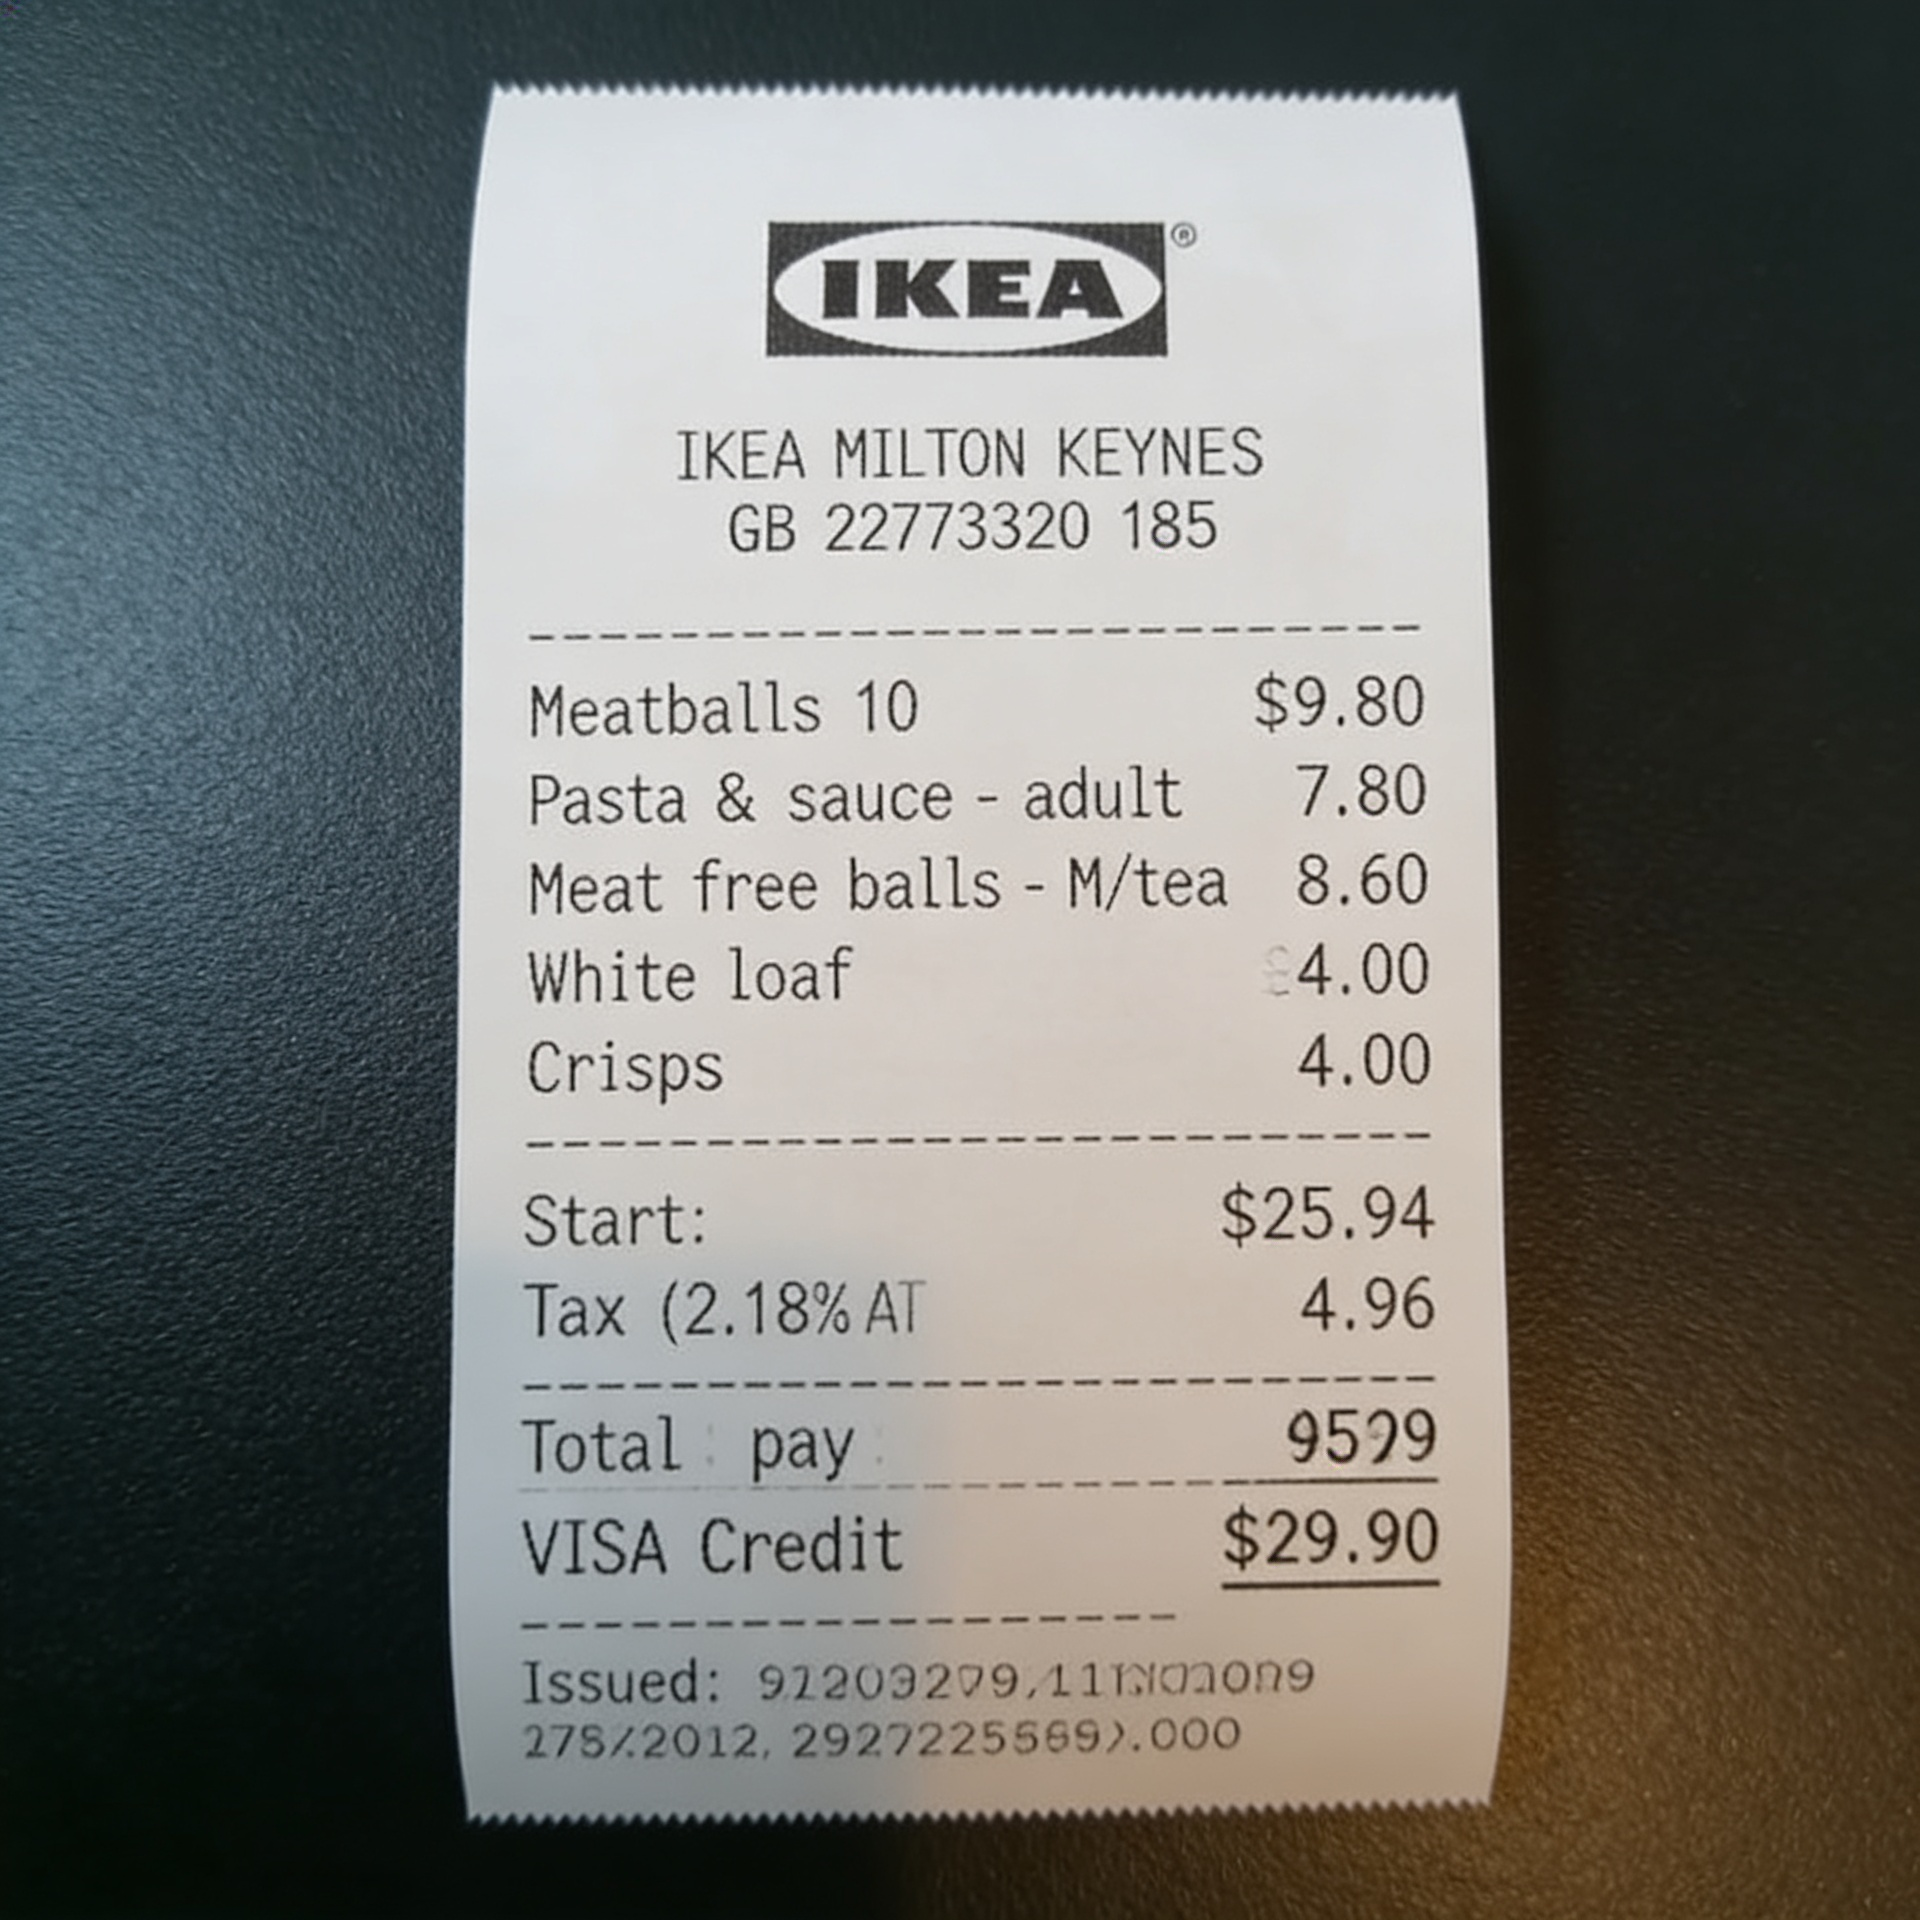 IKEA
IKEA MILTON KEYNES
GB 22773320 185
Meatballs 10 $9.80
Pasta & sauce - adult 7.80
Meat free balls - M/tea 8.60
White loaf 4.00
Crisps 4.00
Start: $25.94
Tax (2.18% AT 4.96
Total pay
VISA Credit $29.90
Issued: